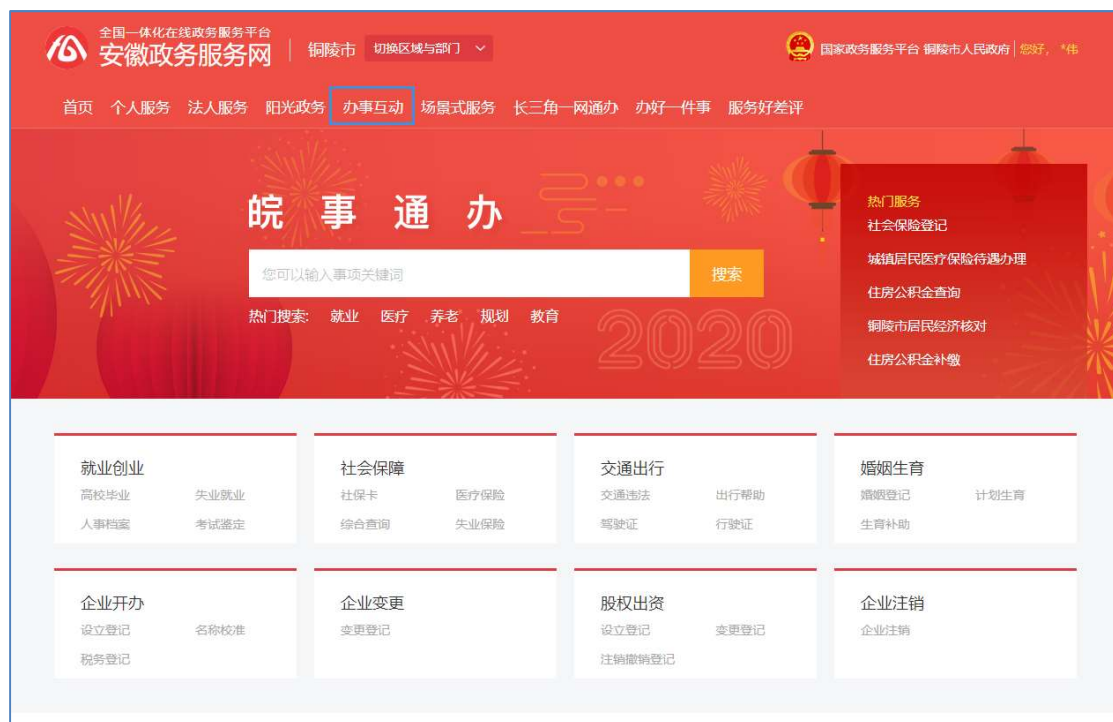 全国一体化在线政务服务平台
安徽政务服务网
铜陵市 切换区域与部门
国家政务服务平台 铜陵市人民政府 您好，*伟
首页 个人服务 法人服务 阳光政务 办事互动 场景式服务 长三角一网通办 办好一件事 服务好差评
皖事通办
您可以输入事项关键词 搜索
热门搜索: 就业 医疗 养老 规划 教育
2020
热门服务
社会保险登记
城镇居民医疗保险待遇办理
住房公积金查询
铜陵市居民经济核对
住房公积金补缴
就业创业
高校毕业 失业就业
人事档案 考试鉴定
社会保障
社保卡 医疗保险
综合查询 失业保险
交通出行
交通违法 出行帮助
驾驶证 行驶证
婚姻生育
婚姻登记 计划生育
生育补助
企业开办
设立登记 名称校准
税务登记
企业变更
变更登记
股权出资
设立登记 变更登记
注销撤销登记
企业注销
企业注销